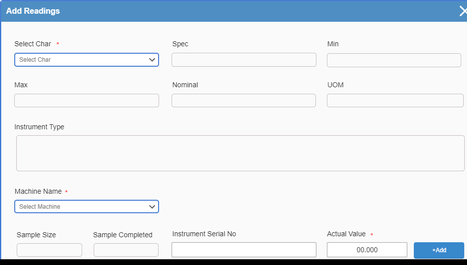 Add Readings
Select Char * Spec Min
Select Char
Max Nominal UOM
Instrument Type
Machine Name *
Select Machine
Sample Size Sample Completed Instrument Serial No Actual Value *
00.000 +Add